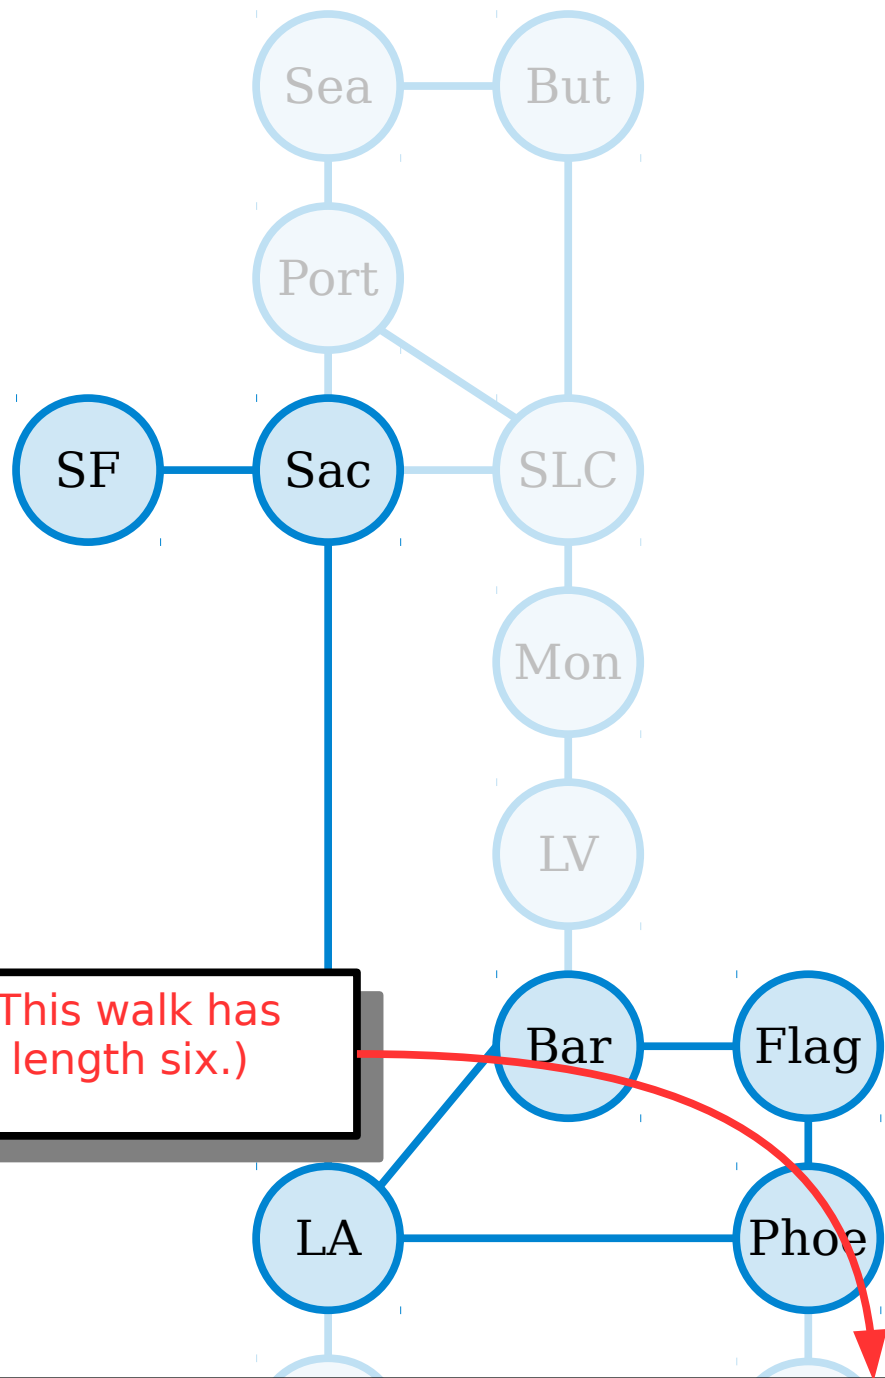 Sea
But
Port
SF
Sac
SLC
Mon
LV
This walk has
length six.)
Bar
Flag
LA
Phoe